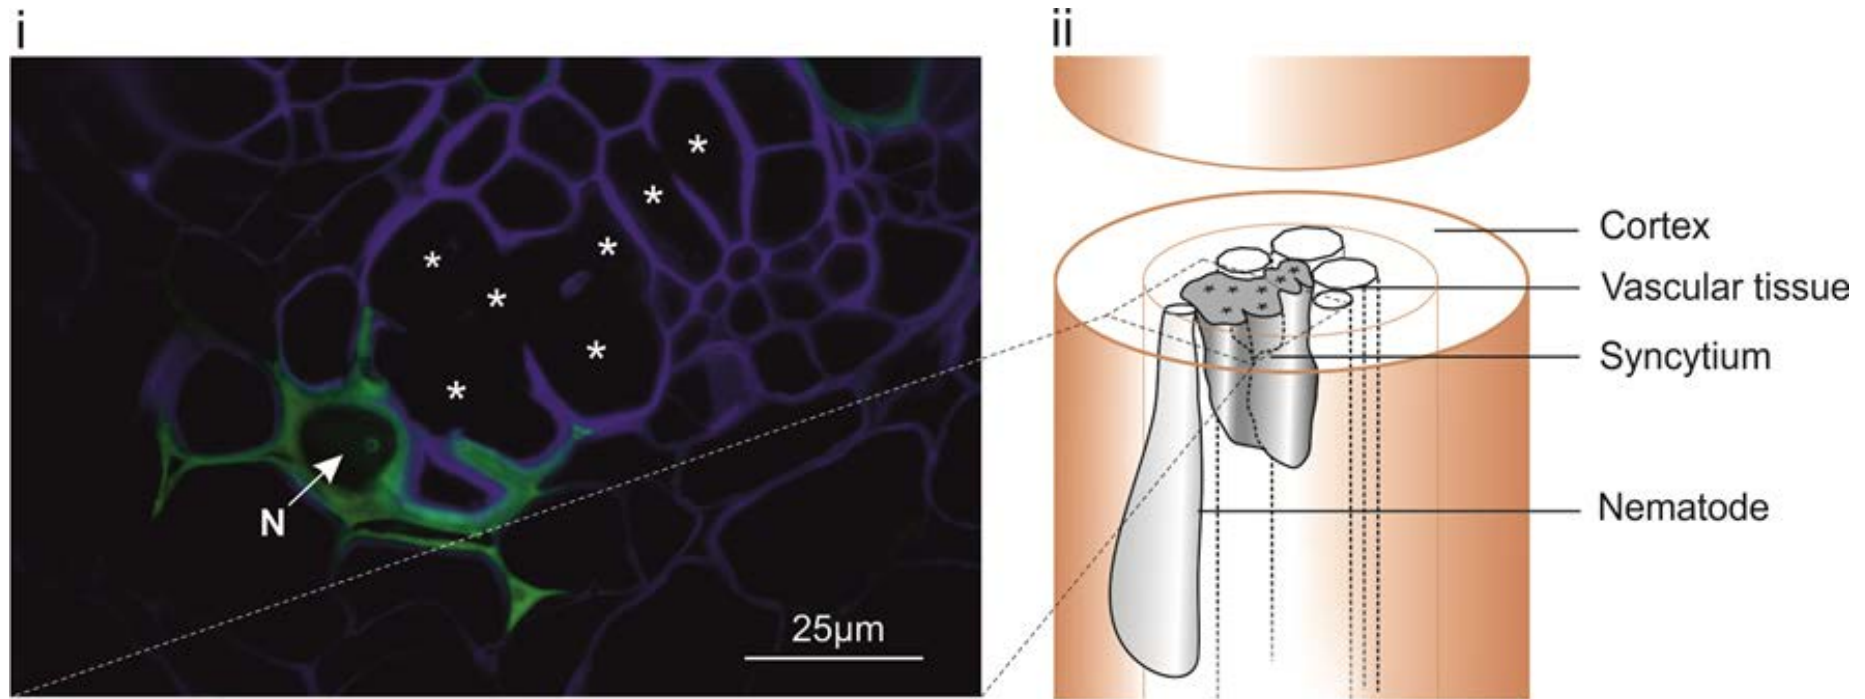 i
ii
*
*
*
*
*
*
*
N
25µm
Cortex
Vascular tissue
Syncytium
Nematode